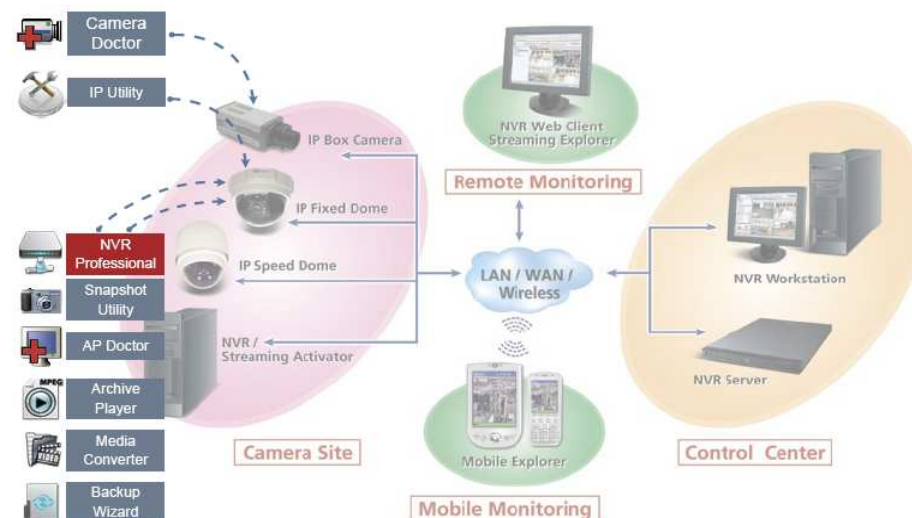 Camera
Doctor
IP Utility
IP Box Camera
IP Fixed Dome
NVR
Professional
IP Speed Dome
Snapshot
Utility
NVR /
Streaming Activator
AP Doctor
MPEG
Archive
Player
VIDEO
Media
Converter
Backup
Wizard
Camera Site
NVR Web Client
Streaming Explorer
Remote Monitoring
LAN / WAN /
Wireless
Mobile Explorer
Mobile Monitoring
NVR Workstation
NVR Server
Control Center